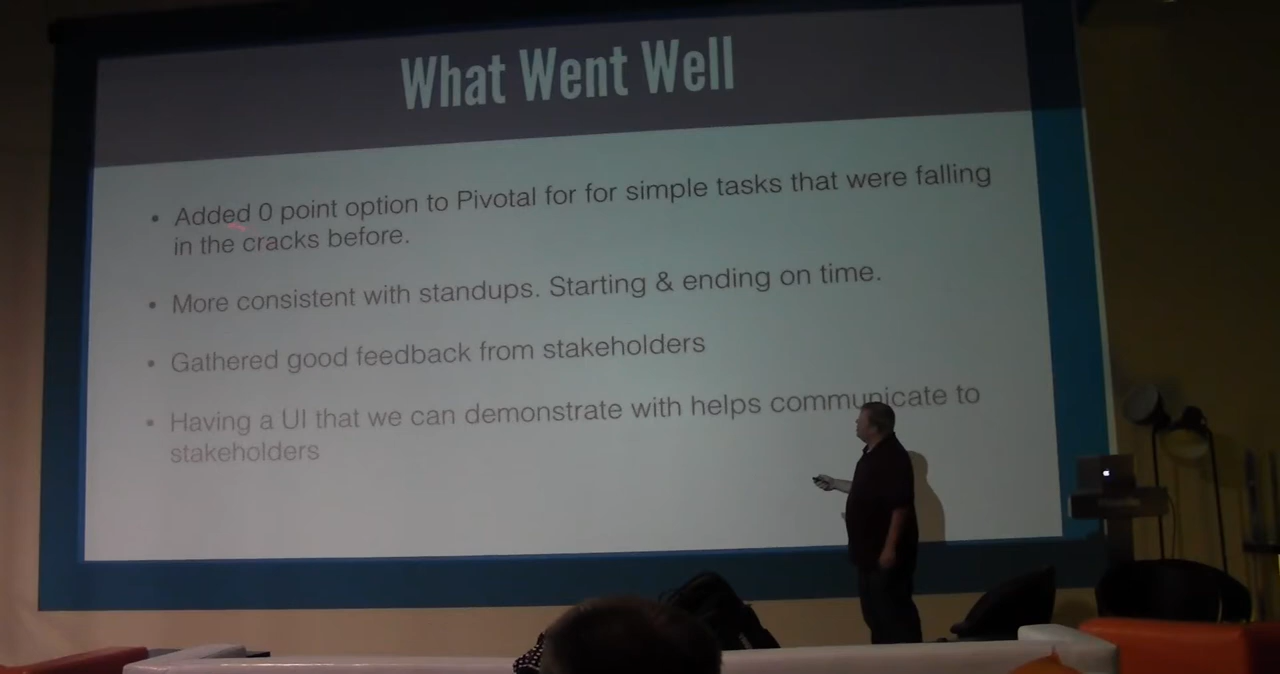 What Went Well
• Added 0 point option to Pivotal for for simple tasks that were falling
in the cracks before.
• More consistent with standups. Starting & ending on time.
• Gathered good feedback from stakeholders
• Having a UI that we can demonstrate with helps communicate to
stakeholders